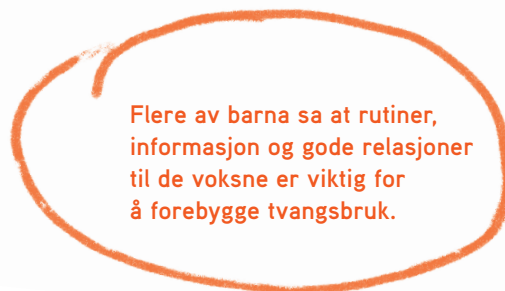 Flere av barna sa at rutiner,
informasjon og gode relasjoner
til de voksne er viktig for
å forebygge tvangsbruk.